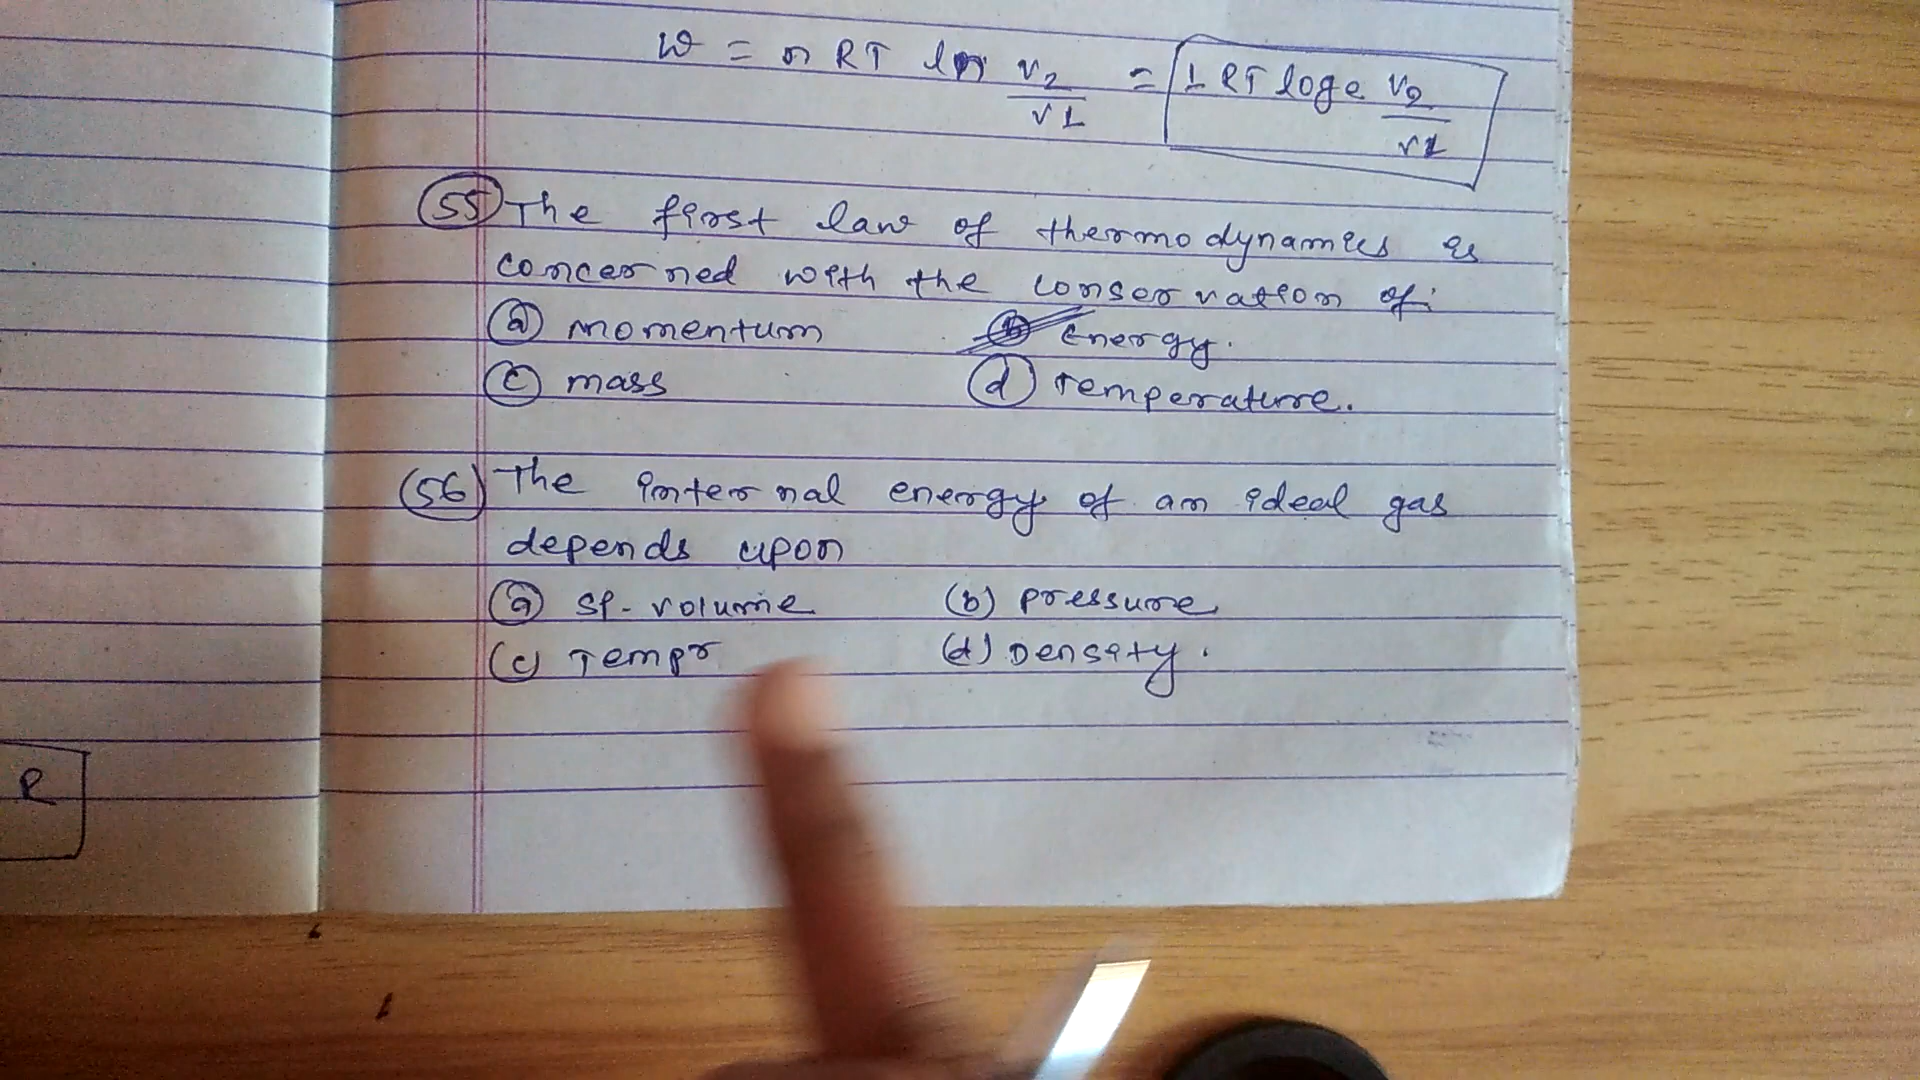 W = n RT ln V2/V1 = 1 RT loge V2/V1
55 The first law of thermodynamics is
concerned with the conservation of:
(a) momentum (b) Energy.
(c) mass (d) Temperature.
(56) The internal energy of an ideal gas
depends upon
(a) sp. volume (b) pressure
(c) Tempr (d) Density.
R